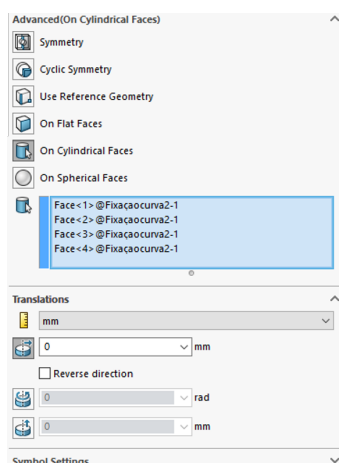 Advanced(On Cylindrical Faces)
Symmetry
Cyclic Symmetry
Use Reference Geometry
On Flat Faces
On Cylindrical Faces
On Spherical Faces
Face<1>@Fixaçaocurva2-1
Face<2>@Fixaçaocurva2-1
Face<3>@Fixaçaocurva2-1
Face<4>@Fixaçaocurva2-1
Translations
mm
0 mm
Reverse direction
0 rad
0 mm
Symbol Settings